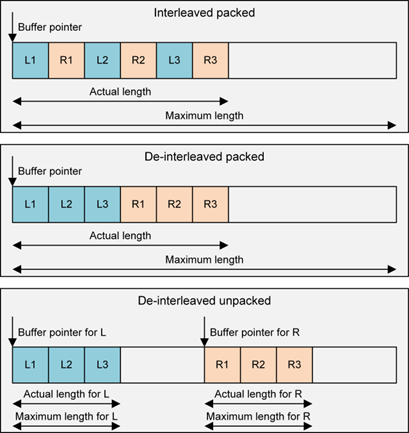 Interleaved packed
Buffer pointer
L1 R1 L2 R2 L3 R3
Actual length
Maximum length
De-interleaved packed
Buffer pointer
L1 L2 L3 R1 R2 R3
Actual length
Maximum length
De-interleaved unpacked
Buffer pointer for L Buffer pointer for R
L1 L2 L3 R1 R2 R3
Actual length for L Actual length for R
Maximum length for L Maximum length for R